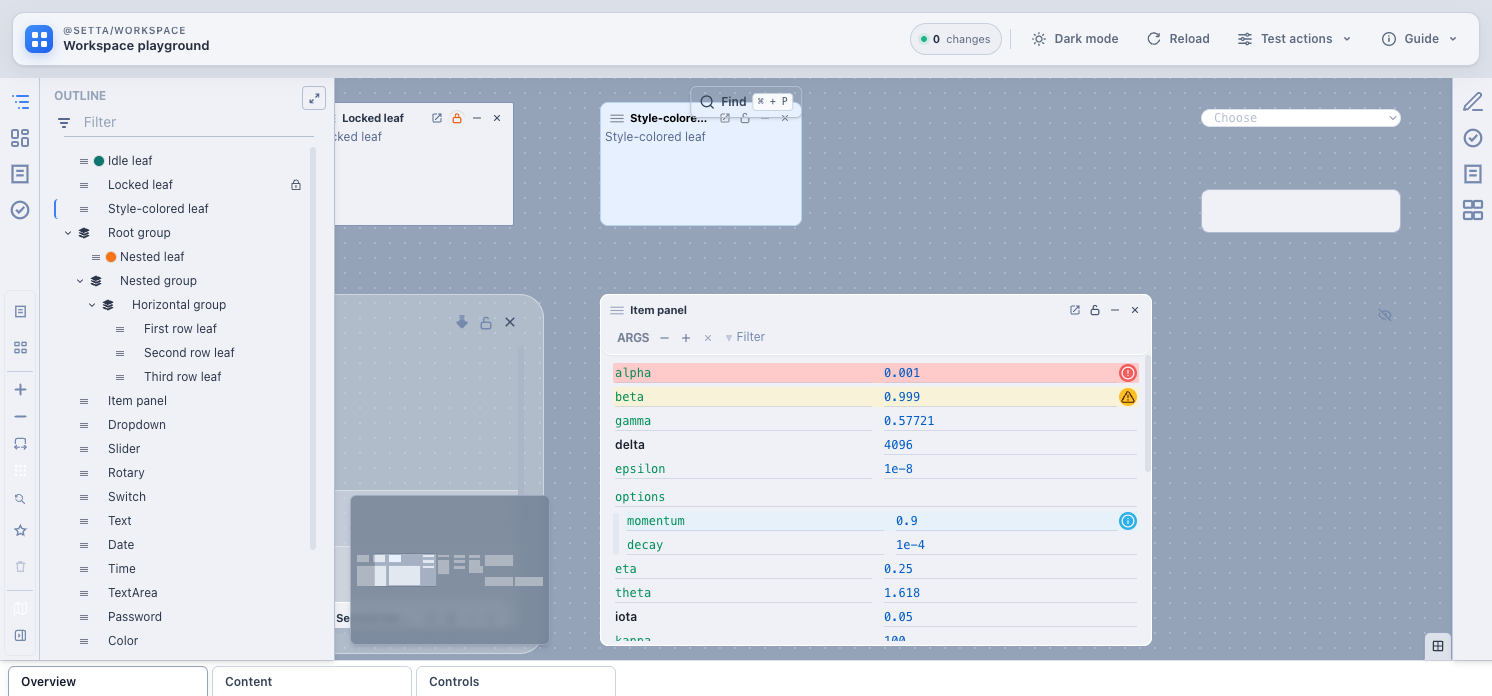 @SETTA/WORKSPACE
Workspace playground
0 changes
Dark mode
Reload
Test actions
Guide
OUTLINE
Filter
Idle leaf
Locked leaf
Style-colored leaf
Root group
Nested leaf
Nested group
Horizontal group
First row leaf
Second row leaf
Third row leaf
Item panel
Dropdown
Slider
Rotary
Switch
Text
Date
Time
TextArea
Password
Color
Locked leaf
cked leaf
Find ⌘ + P
Style-colore...
Style-colored leaf
Choose
Item panel
ARGS
Filter
alpha 0.001
beta 0.999
gamma 0.57721
delta 4096
epsilon 1e-8
options
momentum 0.9
decay 1e-4
eta 0.25
theta 1.618
iota 0.05
kappa 100
Se
Overview
Content
Controls